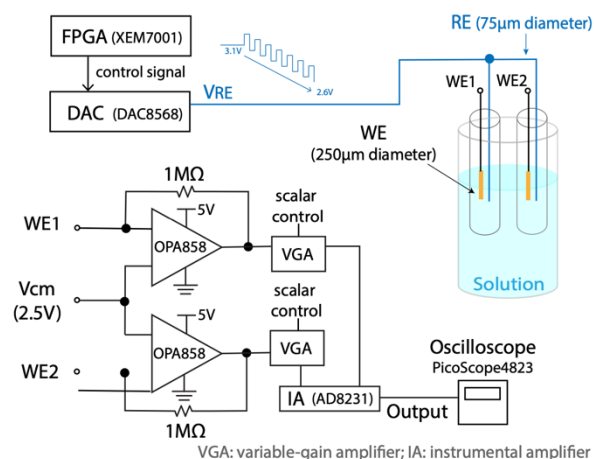 FPGA (XEM7001)
control signal
DAC (DAC8568)
3.1V
2.6V
VRE
RE (75μm diameter)
WE1
WE2
WE
(250μm diameter)
Solution
1MΩ
5V
WE1
OPA858
scalar
control
VGA
Vcm
(2.5V)
5V
scalar
control
OPA858
VGA
WE2
1MΩ
IA (AD8231)
Output
Oscilloscope
PicoScope4823
VGA: variable-gain amplifier; IA: instrumental amplifier